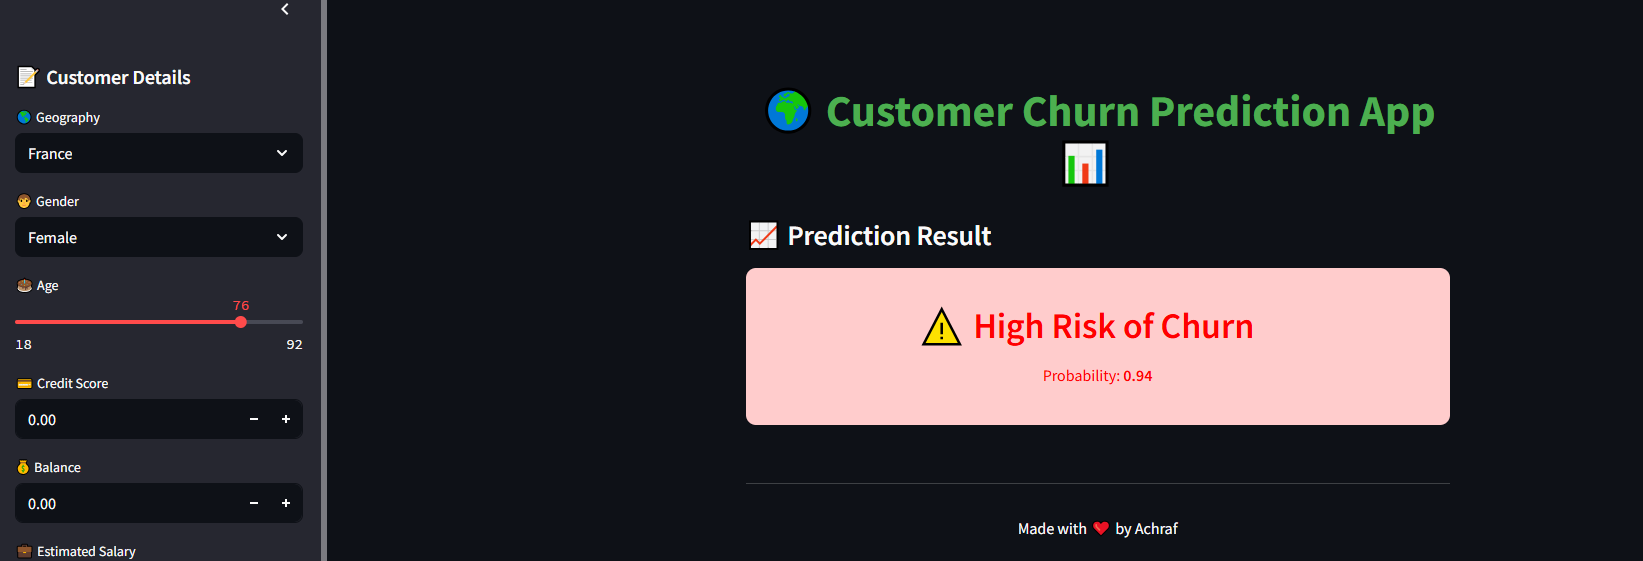 Customer Details
Geography
France
Gender
Female
Age
76
18 92
Credit Score
0.00
Balance
0.00
Estimated Salary
Customer Churn Prediction App
Prediction Result
High Risk of Churn
Probability: 0.94
Made with ❤️ by Achraf